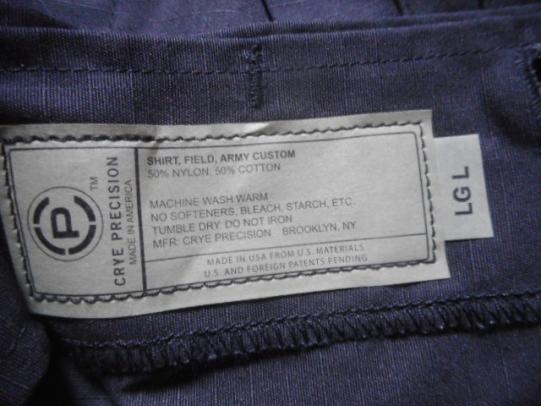 P
TM
CRYE PRECISION
MADE IN AMERICA
SHIRT, FIELD, ARMY CUSTOM
50% NYLON, 50% COTTON
MACHINE WASH WARM
NO SOFTENERS, BLEACH, STARCH, ETC.
TUMBLE DRY. DO NOT IRON
MFR: CRYE PRECISION BROOKLYN, NY
MADE IN USA FROM U.S. MATERIALS
U.S. AND FOREIGN PATENTS PENDING
LG L